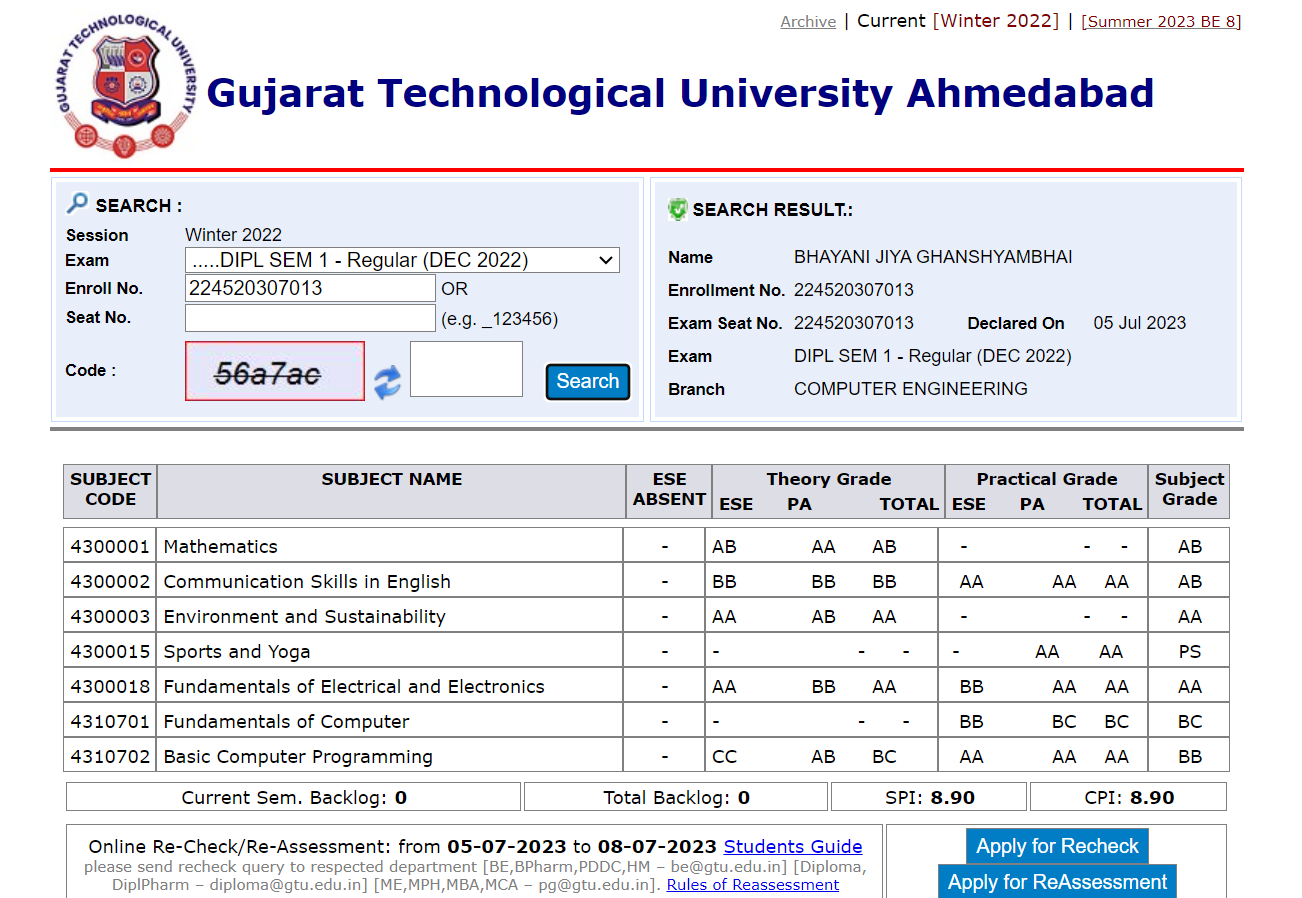 Archive | Current [Winter 2022] | [Summer 2023 BE 8]
GUJARAT TECHNOLOGICAL UNIVERSITY
Gujarat Technological University Ahmedabad
SEARCH :
Session Winter 2022
Exam .....DIPL SEM 1 - Regular (DEC 2022)
Enroll No. 224520307013 OR
Seat No. (e.g. _123456)
Code : 56a7ac Search
SEARCH RESULT.:
Name BHAYANI JIYA GHANSHYAMBHAI
Enrollment No. 224520307013
Exam Seat No. 224520307013 Declared On 05 Jul 2023
Exam DIPL SEM 1 - Regular (DEC 2022)
Branch COMPUTER ENGINEERING
SUBJECT CODE SUBJECT NAME ESE ABSENT Theory Grade Practical Grade Subject Grade
ESE PA TOTAL ESE PA TOTAL
4300001 Mathematics - AB AA AB - - - AB
4300002 Communication Skills in English - BB BB BB AA AA AA AB
4300003 Environment and Sustainability - AA AB AA - - - AA
4300015 Sports and Yoga - - - - - AA AA PS
4300018 Fundamentals of Electrical and Electronics - AA BB AA BB AA AA AA
4310701 Fundamentals of Computer - - - - BB BC BC BC
4310702 Basic Computer Programming - CC AB BC AA AA AA BB
Current Sem. Backlog: 0 Total Backlog: 0 SPI: 8.90 CPI: 8.90
Online Re-Check/Re-Assessment: from 05-07-2023 to 08-07-2023 Students Guide
please send recheck query to respected department [BE,BPharm,PDDC,HM – be@gtu.edu.in] [Diploma,
DiplPharm – diploma@gtu.edu.in] [ME,MPH,MBA,MCA – pg@gtu.edu.in]. Rules of Reassessment
Apply for Recheck
Apply for ReAssessment